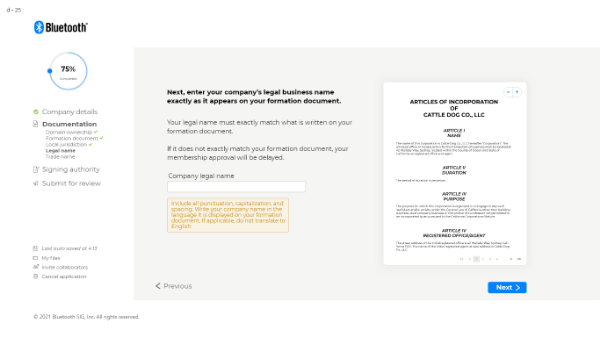 d - 25
Bluetooth®
75%
Completed
Company details
Documentation
Domain ownership
Formation document
Local jurisdiction
Legal name
Trade name
Signing authority
Submit for review
Last auto saved at 4:13
My files
Invite collaborators
Cancel application
Next, enter your company's legal business name
exactly as it appears on your formation document.
Your legal name must exactly match what is written on your
formation document.
If it does not exactly match your formation document, your
membership approval will be delayed.
Company legal name
Include all punctuation, capitalization, and
spacing. Write your company name in the
language it is displayed on your formation
document. If applicable, do not translate to
English
Previous
Next
ARTICLES OF INCORPORATION
OF
CATTLE DOG CO., LLC
ARTICLE I
NAME
ARTICLE II
DURATION
The period of duration is perpetual.
ARTICLE III
PURPOSE
ARTICLE IV
REGISTERED OFFICE/AGENT
© 2021 Bluetooth SIG, Inc. All rights reserved.